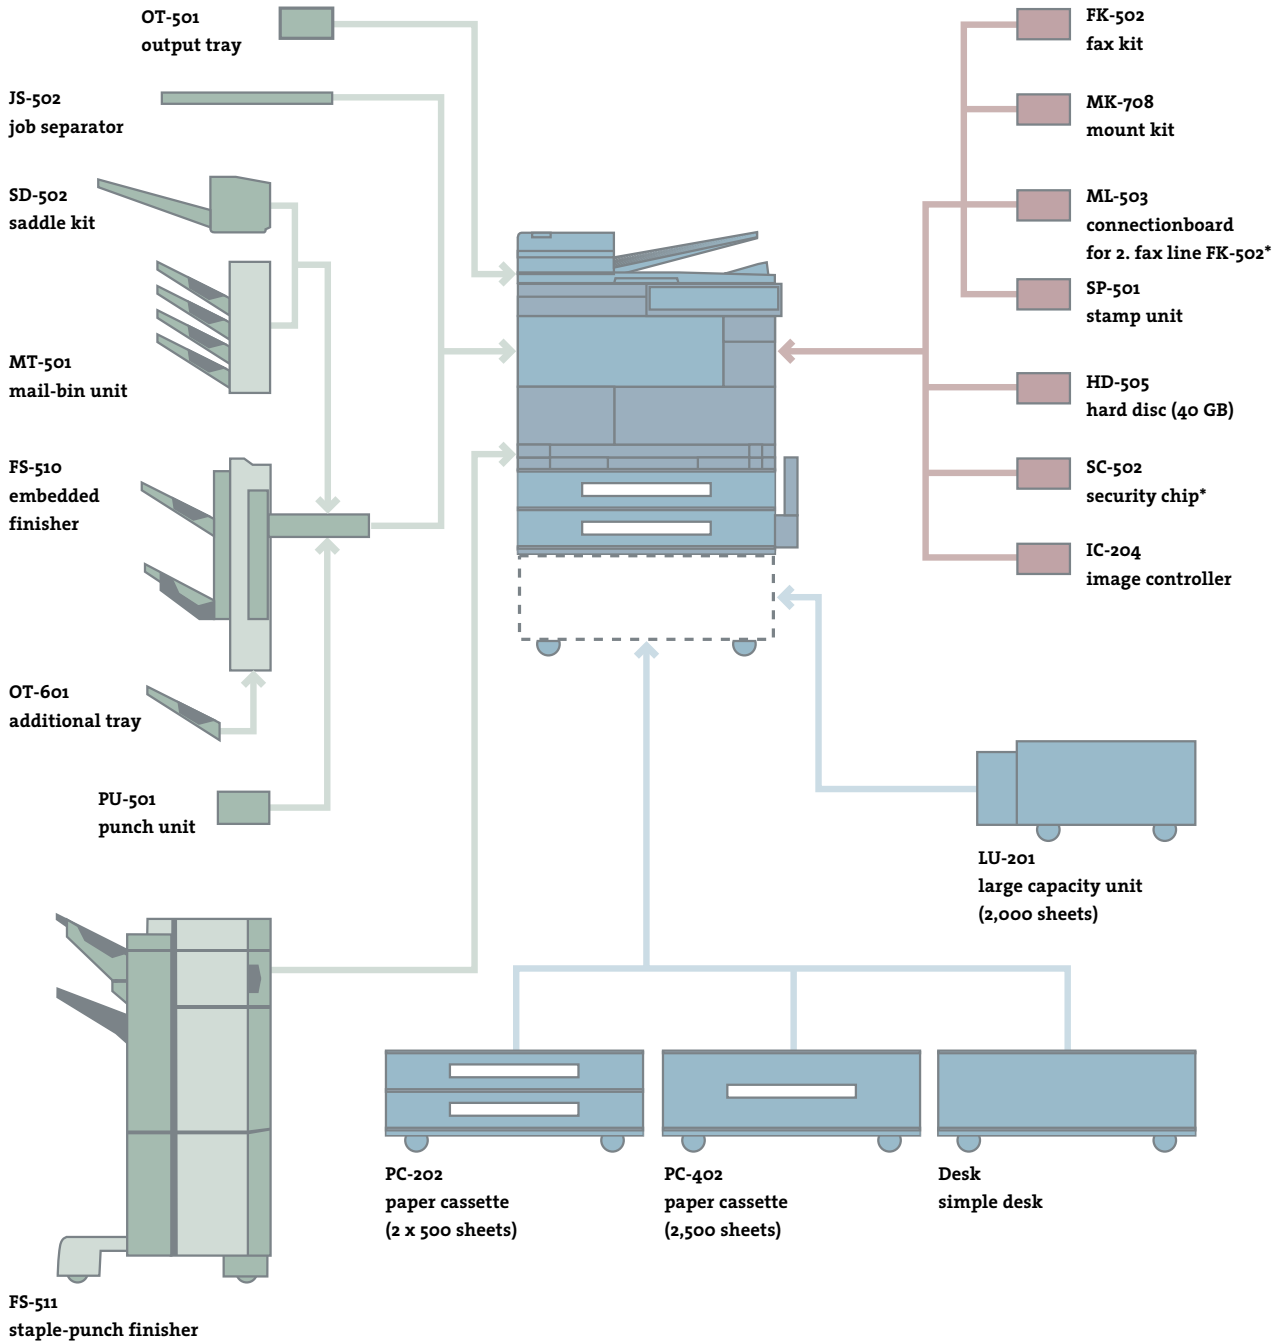 OT-501
output tray
JS-502
job separator
SD-502
saddle kit
MT-501
mail-bin unit
FS-510
embedded
finisher
OT-601
additional tray
PU-501
punch unit
FS-511
staple-punch finisher
FK-502
fax kit
MK-708
mount kit
ML-503
connectionboard
for 2. fax line FK-502*
SP-501
stamp unit
HD-505
hard disc (40 GB)
SC-502
security chip*
IC-204
image controller
LU-201
large capacity unit
(2,000 sheets)
PC-202
paper cassette
(2 x 500 sheets)
PC-402
paper cassette
(2,500 sheets)
Desk
simple desk